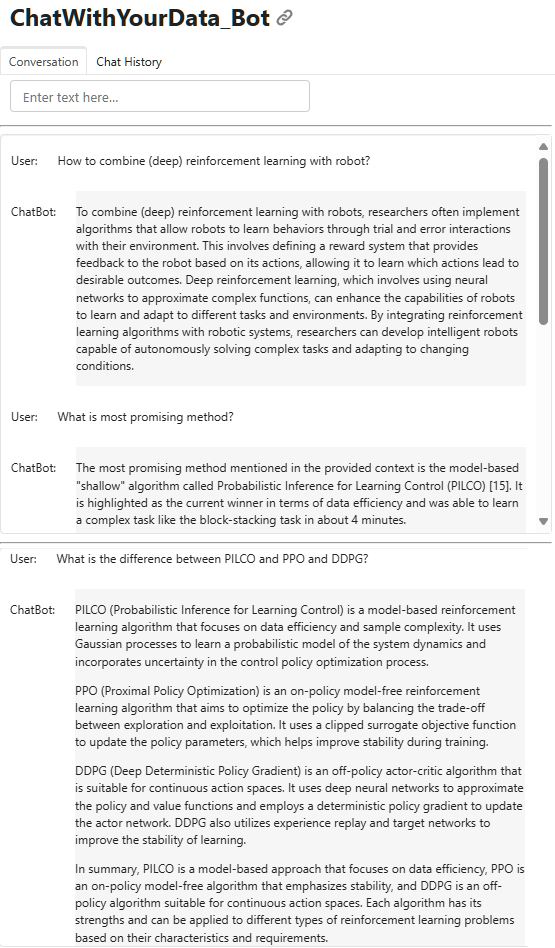 ChatWithYourData_Bot
Conversation Chat History
Enter text here...
User: How to combine (deep) reinforcement learning with robot?
ChatBot: To combine (deep) reinforcement learning with robots, researchers often implement
algorithms that allow robots to learn behaviors through trial and error interactions
with their environment. This involves defining a reward system that provides
feedback to the robot based on its actions, allowing it to learn which actions lead to
desirable outcomes. Deep reinforcement learning, which involves using neural
networks to approximate complex functions, can enhance the capabilities of robots
to learn and adapt to different tasks and environments. By integrating reinforcement
learning algorithms with robotic systems, researchers can develop intelligent robots
capable of autonomously solving complex tasks and adapting to changing
conditions.
User: What is most promising method?
ChatBot: The most promising method mentioned in the provided context is the model-based
"shallow" algorithm called Probabilistic Inference for Learning Control (PILCO) [15]. It
is highlighted as the current winner in terms of data efficiency and was able to learn
a complex task like the block-stacking task in about 4 minutes.
User: What is the difference between PILCO and PPO and DDPG?
ChatBot: PILCO (Probabilistic Inference for Learning Control) is a model-based reinforcement
learning algorithm that focuses on data efficiency and sample complexity. It uses
Gaussian processes to learn a probabilistic model of the system dynamics and
incorporates uncertainty in the control policy optimization process.
PPO (Proximal Policy Optimization) is an on-policy model-free reinforcement
learning algorithm that aims to optimize the policy by balancing the trade-off
between exploration and exploitation. It uses a clipped surrogate objective function
to update the policy parameters, which helps improve stability during training.
DDPG (Deep Deterministic Policy Gradient) is an off-policy actor-critic algorithm that
is suitable for continuous action spaces. It uses deep neural networks to approximate
the policy and value functions and employs a deterministic policy gradient to update
the actor network. DDPG also utilizes experience replay and target networks to
improve the stability of learning.
In summary, PILCO is a model-based approach that focuses on data efficiency, PPO is
an on-policy model-free algorithm that emphasizes stability, and DDPG is an off-
policy algorithm suitable for continuous action spaces. Each algorithm has its
strengths and can be applied to different types of reinforcement learning problems
based on their characteristics and requirements.